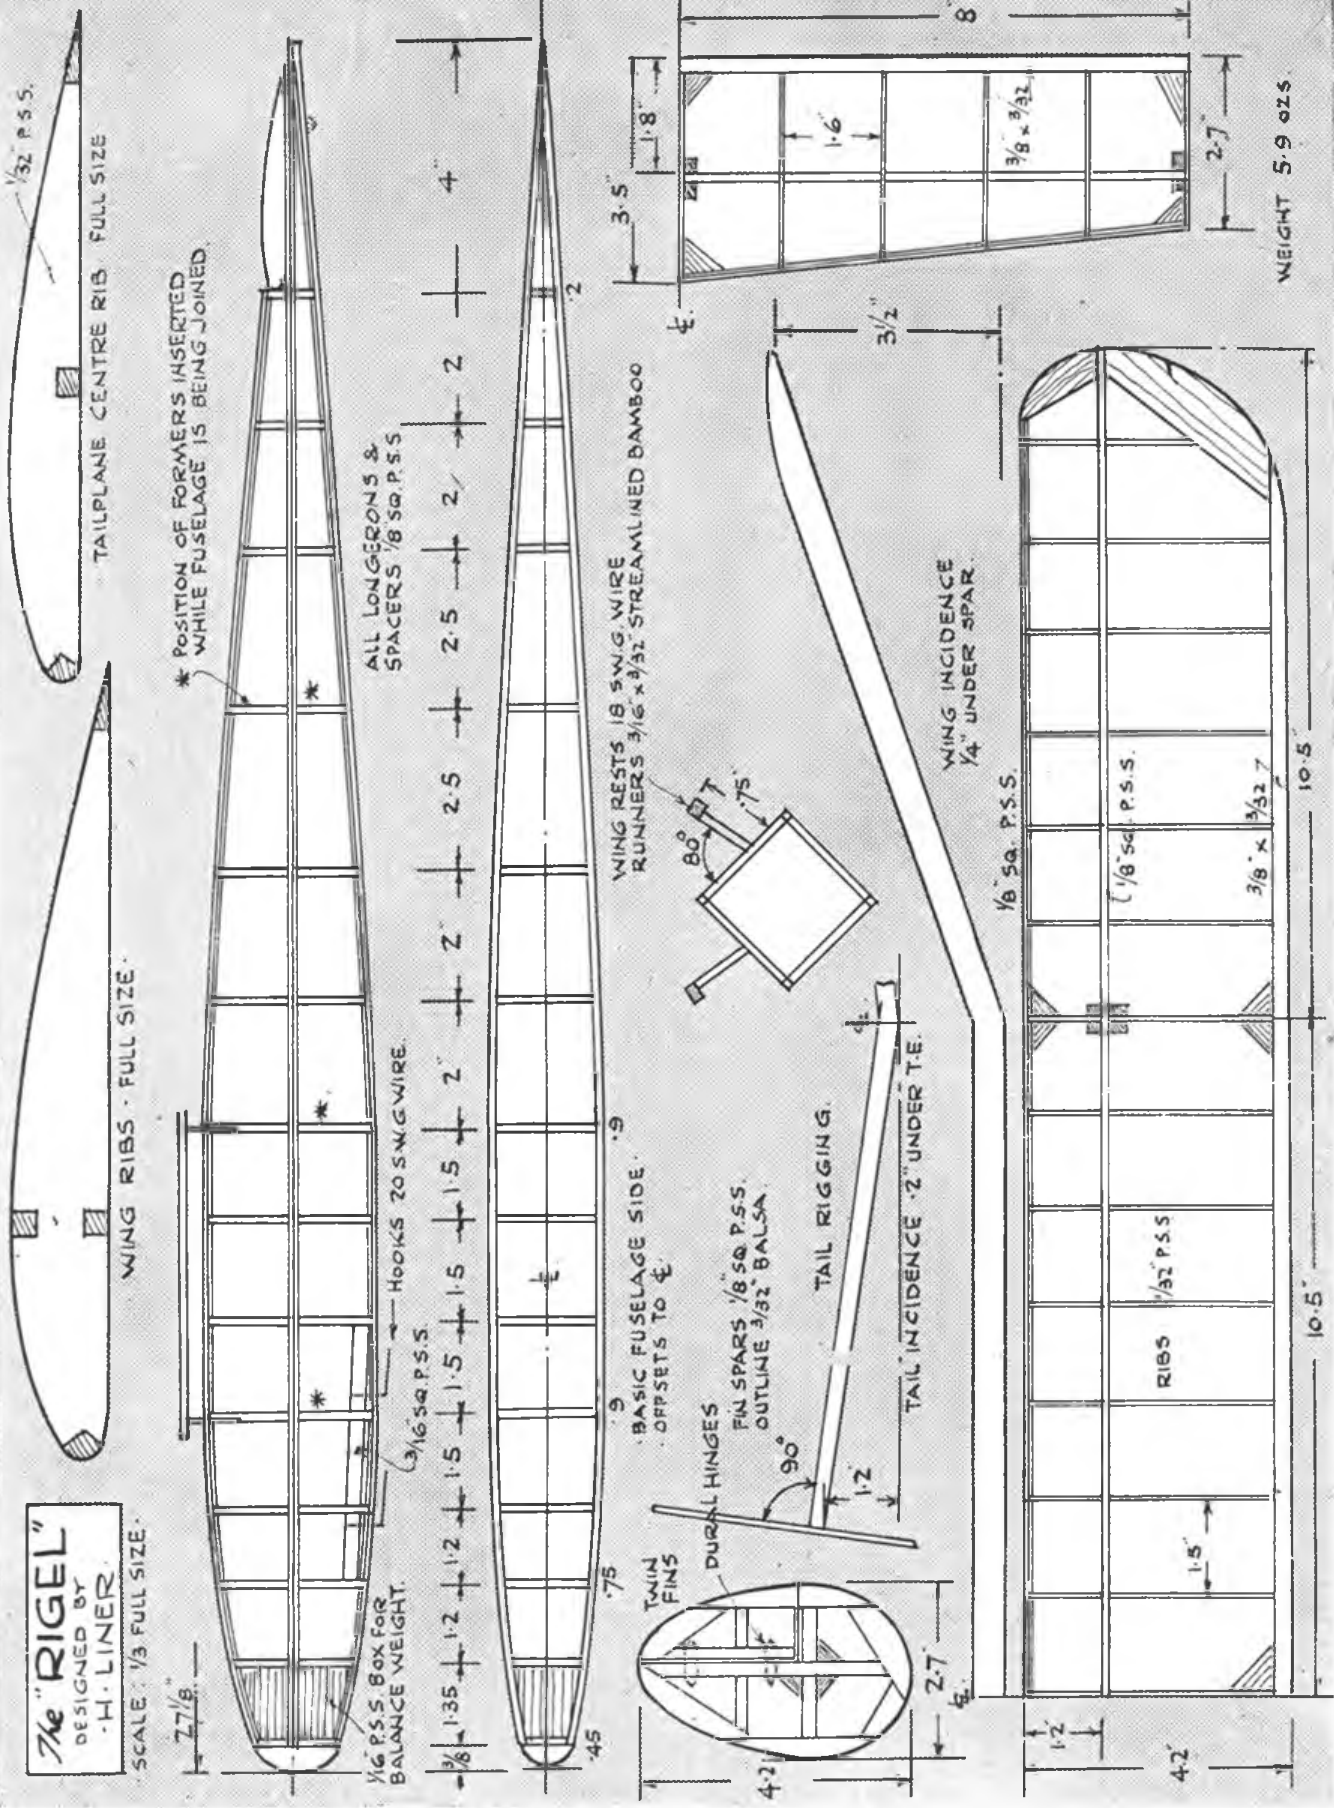 The "RIGEL"
DESIGNED BY
·H· LINER
SCALE : 1/3 FULL SIZE·
WING RIBS · FULL SIZE·
1/32" P.S.S.
TAILPLANE CENTRE RIB FULL SIZE
* POSITION OF FORMERS INSERTED
WHILE FUSELAGE IS BEING JOINED.
*
*
*
27 1/8"
1/16" P.S.S. BOX FOR
BALANCE WEIGHT.
(3/16" SQ. P.S.S.
HOOKS 20 S.W.G WIRE.
ALL LONGERONS &
SPACERS 1/8" SQ. P.S.S
3/8
1·35
1·2
1·2
1·5
1·5
1·5
1·5
2"
2"
2·5
2·5
2
2
4"
·45
·75
·9
·9
·2
℄
·BASIC FUSELAGE SIDE·
·OFFSETS TO ℄
WING RESTS 18 S.W.G. WIRE
RUNNERS 3/16" x 3/32" STREAMLINED BAMBOO
80°
·75"
TWIN
FINS
DURAL HINGES
FIN SPARS 1/8" SQ P.S.S.
OUTLINE 3/32" BALSA.
4·2"
2·7"
90°
1·2
TAIL RIGGING.
℄
TAIL INCIDENCE ·2" UNDER T.E.
℄
3 1/2"
WING INCIDENCE
1/4" UNDER SPAR.
1/8" SQ. P.S.S.
(1/8" SQ. P.S.S.
3/8" x 3/32"
RIBS 1/32" P.S.S
1·5"
1·2"
4·2"
10·5"
10·5"
℄
3·5"
1·8"
8"
1·6"
3/8 x 3/32"
2·7"
WEIGHT 5·9 OZS.